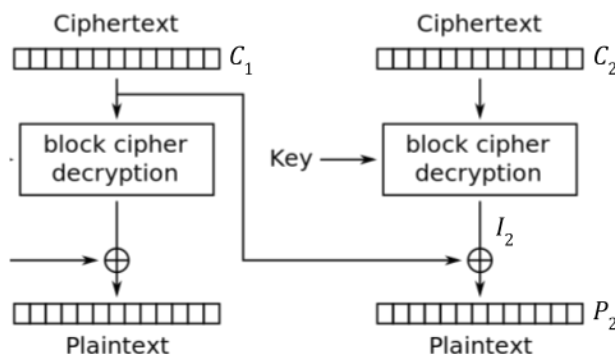 Ciphertext
Ciphertext
C₁
C₂
block cipher
decryption
Key
block cipher
decryption
I₂
P₂
Plaintext
Plaintext